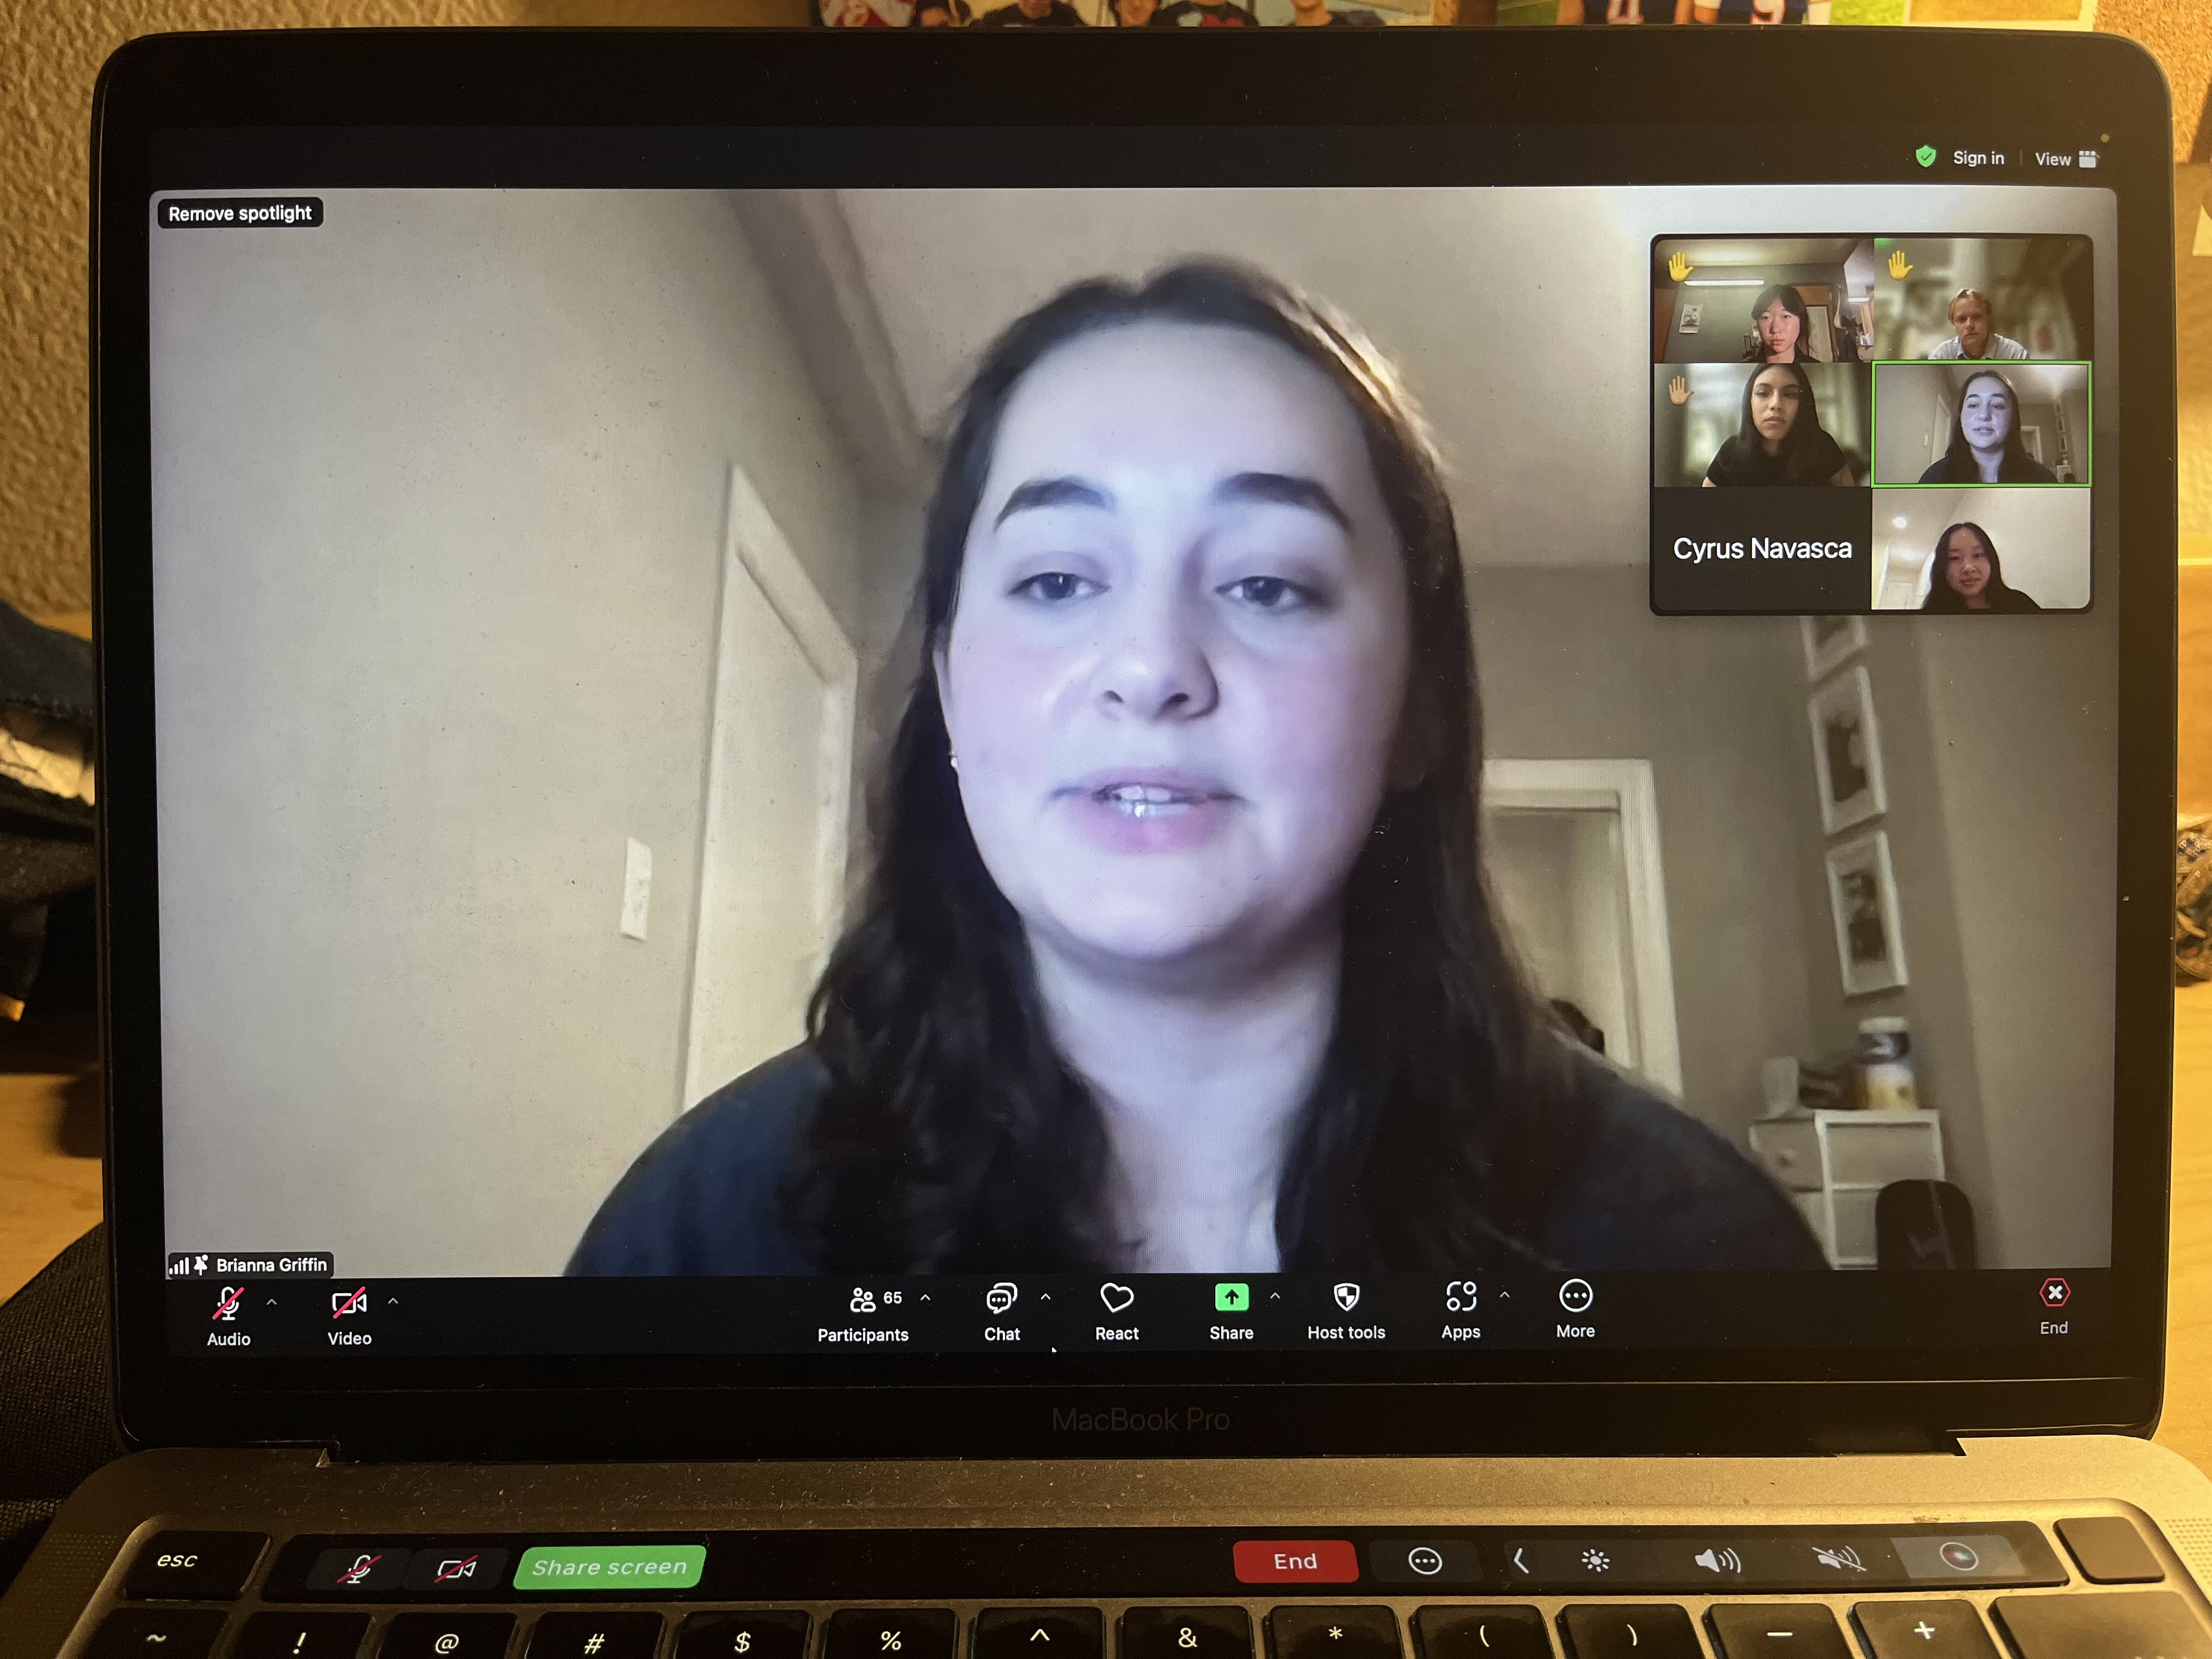 Sign in
View
Remove spotlight
Cyrus Navasca
Brianna Griffin
65
Audio
Video
Participants
Chat
React
Share
Host tools
Apps
More
End
MacBook Pro
esc
Share screen
End
~ ! @ # $ % ^ & * ( ) — +